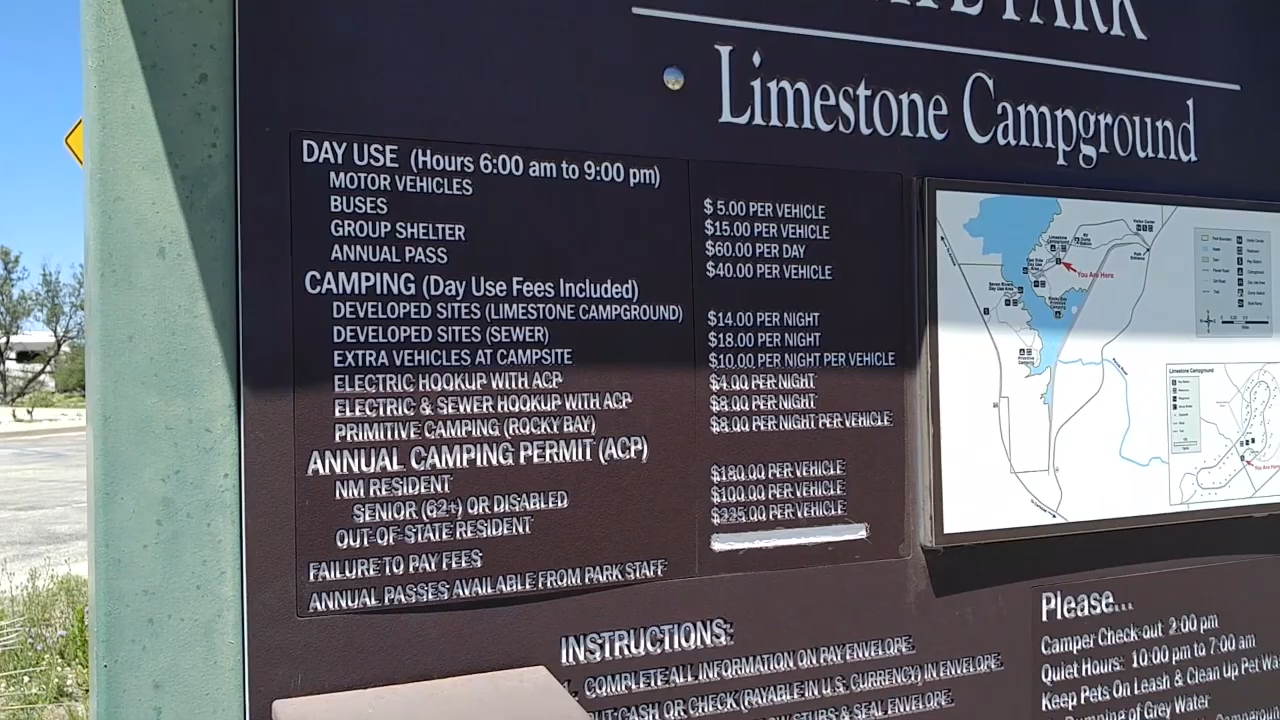 PARK
Limestone Campground
DAY USE (Hours 6:00 am to 9:00 pm)
MOTOR VEHICLES $ 5.00 PER VEHICLE
BUSES $15.00 PER VEHICLE
GROUP SHELTER $60.00 PER DAY
ANNUAL PASS $40.00 PER VEHICLE
CAMPING (Day Use Fees Included)
DEVELOPED SITES (LIMESTONE CAMPGROUND) $14.00 PER NIGHT
DEVELOPED SITES (SEWER) $18.00 PER NIGHT
EXTRA VEHICLES AT CAMPSITE $10.00 PER NIGHT PER VEHICLE
ELECTRIC HOOKUP WITH ACP $4.00 PER NIGHT
ELECTRIC & SEWER HOOKUP WITH ACP $8.00 PER NIGHT
PRIMITIVE CAMPING (ROCKY BAY) $8.00 PER NIGHT PER VEHICLE
ANNUAL CAMPING PERMIT (ACP)
NM RESIDENT $180.00 PER VEHICLE
SENIOR (62+) OR DISABLED $100.00 PER VEHICLE
OUT-OF-STATE RESIDENT $225.00 PER VEHICLE
FAILURE TO PAY FEES
ANNUAL PASSES AVAILABLE FROM PARK STAFF
You Are Here
Limestone Campground
INSTRUCTIONS:
1. COMPLETE ALL INFORMATION ON PAY ENVELOPE.
CASH OR CHECK (PAYABLE IN U.S. CURRENCY) IN ENVELOPE.
STUBS & SEAL ENVELOPE.
Please...
Camper Check-out 2:00 pm
Quiet Hours: 10:00 pm to 7:00 am
Keep Pets On Leash & Clean Up Pet
Dumping of Grey Water